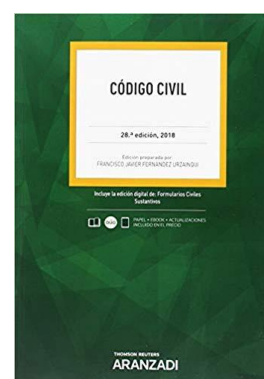 CÓDIGO CIVIL
28.ª edición, 2018
Edición preparada por
FRANCISCO JAVIER FERNÁNDEZ URZAINQUI
Incluye la edición digital de: Formularios Civiles
Sustantivos
PAPEL + EBOOK + ACTUALIZACIONES
INCLUIDO EN EL PRECIO
THOMSON REUTERS
ARANZADI